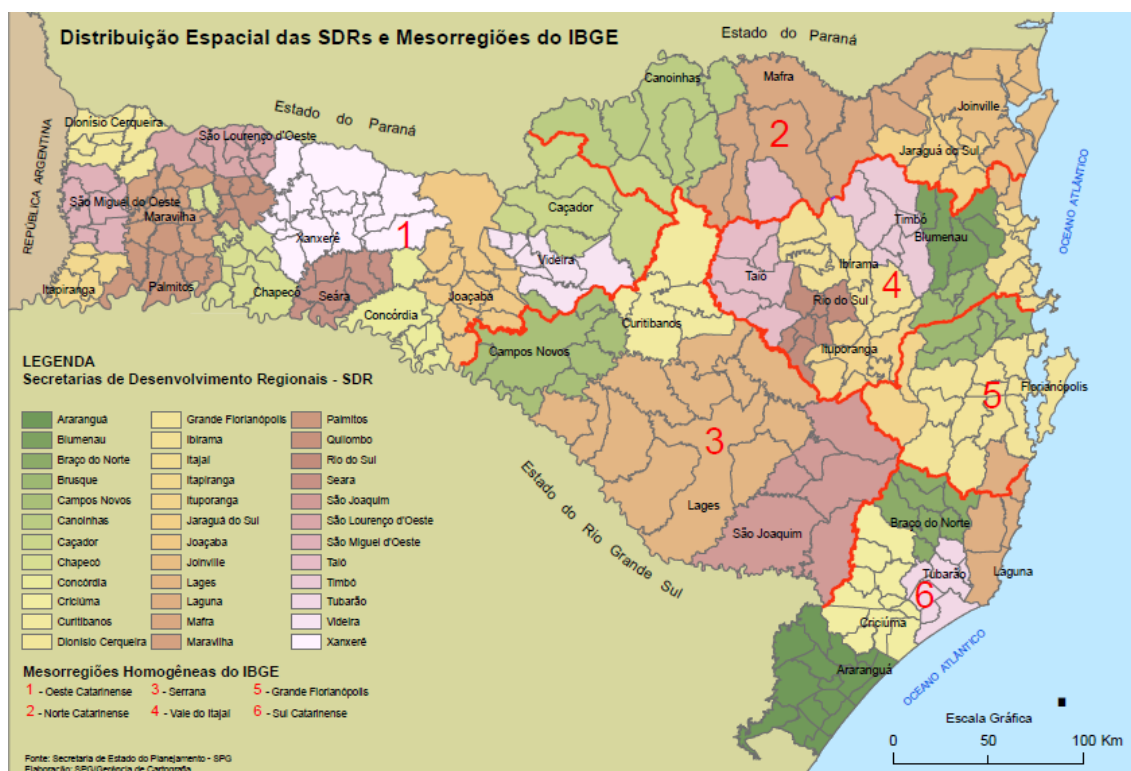 Distribuição Espacial das SDRs e Mesorregiões do IBGE
Estado do Paraná
Estado do Paraná
REPÚBLICA ARGENTINA
OCEANO ATLÂNTICO
Canoinhas
Mafra
2
Joinville
Jaraguá do Sul
Dionísio Cerqueira
São Lourenço d'Oeste
São Miguel do Oeste
Maravilha
Caçador
Timbó
Blumenau
Xanxerê
1
Videira
Taió
Ibirama
4
Itapiranga
Palmitos
Chapecó
Seára
Joaçaba
Rio do Sul
Concórdia
Curitibanos
Ituporanga
Campos Novos
5
Florianópolis
3
Lages
São Joaquim
Braço do Norte
Tubarão
Laguna
6
Criciúma
Araranguá
Estado do Rio Grande Sul
OCEANO ATLÂNTICO
LEGENDA
Secretarias de Desenvolvimento Regionais - SDR
Araranguá
Blumenau
Braço do Norte
Brusque
Campos Novos
Canoinhas
Caçador
Chapecó
Concórdia
Criciúma
Curitibanos
Dionísio Cerqueira
Grande Florianópolis
Ibirama
Itajaí
Itapiranga
Ituporanga
Jaraguá do Sul
Joaçaba
Joinville
Lages
Laguna
Mafra
Maravilha
Palmitos
Quilombo
Rio do Sul
Seara
São Joaquim
São Lourenço d'Oeste
São Miguel d'Oeste
Taió
Timbó
Tubarão
Videira
Xanxerê
Mesorregiões Homogêneas do IBGE
1 - Oeste Catarinense
3 - Serrana
5 - Grande Florianópolis
2 - Norte Catarinense
4 - Vale do Itajaí
6 - Sul Catarinense
Fonte: Secretaria de Estado do Planejamento - SPG
Elaboração: SPG/Gerência de Cartografia
Escala Gráfica
0 50 100 Km